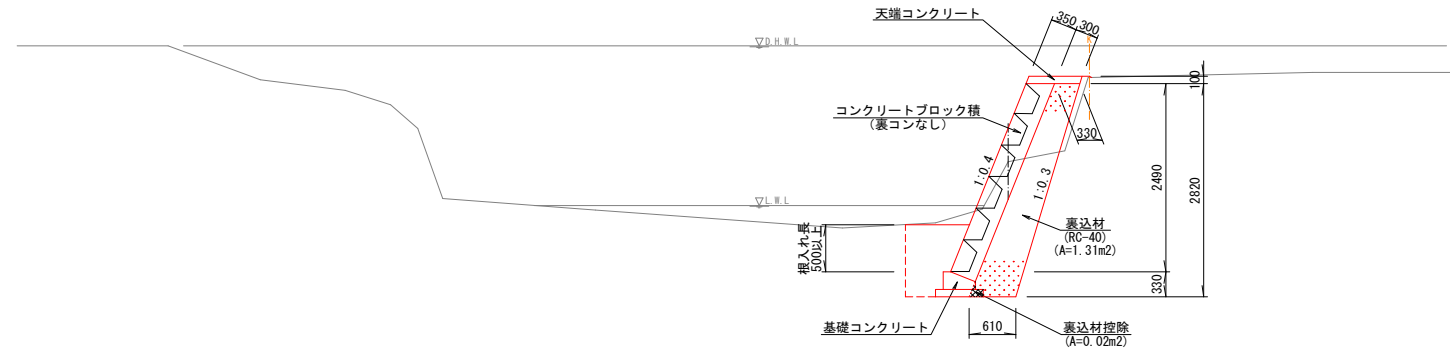 天端コンクリート
350
300
D.H.W.L
100
コンクリートブロック積
(裏コンなし)
330
1:0.4
1:0.3
2490
2820
L.W.L
根入れ長
500以上
裏込材
(RC-40)
(A=1.31m2)
330
基礎コンクリート
610
裏込材控除
(A=0.02m2)